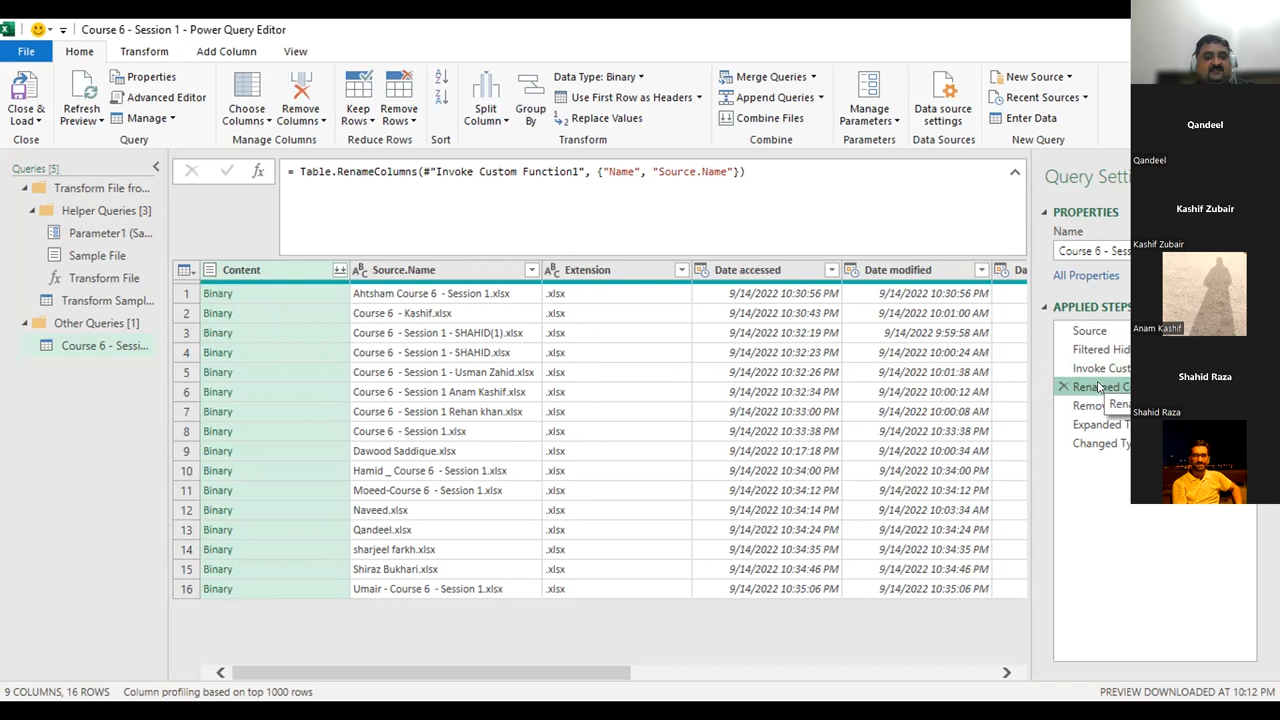 Course 6 - Session 1 - Power Query Editor
File Home Transform Add Column View
Close & Load
Close
Refresh Preview
Properties
Advanced Editor
Manage
Query
Choose Columns
Remove Columns
Manage Columns
Keep Rows
Remove Rows
Reduce Rows
Sort
Split Column
Group By
Data Type: Binary
Use First Row as Headers
Replace Values
Transform
Merge Queries
Append Queries
Combine Files
Combine
Manage Parameters
Parameters
Data source settings
Data Sources
New Source
Recent Sources
Enter Data
New Query
Queries [5]
Transform File fro...
Helper Queries [3]
Parameter1 (Sa...
Sample File
fx Transform File
Transform Sampl...
Other Queries [1]
Course 6 - Sessi...
fx = Table.RenameColumns(#"Invoke Custom Function1", {"Name", "Source.Name"})
Content Source.Name Extension Date accessed Date modified Da
1 Binary Ahtsham Course 6 - Session 1.xlsx .xlsx 9/14/2022 10:30:56 PM 9/14/2022 10:30:56 PM
2 Binary Course 6 - Kashif.xlsx .xlsx 9/14/2022 10:30:43 PM 9/14/2022 10:01:00 AM
3 Binary Course 6 - Session 1 - SHAHID(1).xlsx .xlsx 9/14/2022 10:32:19 PM 9/14/2022 9:59:58 AM
4 Binary Course 6 - Session 1 - SHAHID.xlsx .xlsx 9/14/2022 10:32:23 PM 9/14/2022 10:00:24 AM
5 Binary Course 6 - Session 1 - Usman Zahid.xlsx .xlsx 9/14/2022 10:32:26 PM 9/14/2022 10:01:38 AM
6 Binary Course 6 - Session 1 Anam Kashif.xlsx .xlsx 9/14/2022 10:32:34 PM 9/14/2022 10:00:12 AM
7 Binary Course 6 - Session 1 Rehan khan.xlsx .xlsx 9/14/2022 10:33:00 PM 9/14/2022 10:00:08 AM
8 Binary Course 6 - Session 1.xlsx .xlsx 9/14/2022 10:33:38 PM 9/14/2022 10:33:38 PM
9 Binary Dawood Saddique.xlsx .xlsx 9/14/2022 10:17:18 PM 9/14/2022 10:00:34 AM
10 Binary Hamid _ Course 6 - Session 1.xlsx .xlsx 9/14/2022 10:34:00 PM 9/14/2022 10:34:00 PM
11 Binary Moeed-Course 6 - Session 1.xlsx .xlsx 9/14/2022 10:34:12 PM 9/14/2022 10:34:12 PM
12 Binary Naveed.xlsx .xlsx 9/14/2022 10:34:14 PM 9/14/2022 10:03:34 AM
13 Binary Qandeel.xlsx .xlsx 9/14/2022 10:34:24 PM 9/14/2022 10:34:24 PM
14 Binary sharjeel farkh.xlsx .xlsx 9/14/2022 10:34:35 PM 9/14/2022 10:34:35 PM
15 Binary Shiraz Bukhari.xlsx .xlsx 9/14/2022 10:34:46 PM 9/14/2022 10:34:46 PM
16 Binary Umair - Course 6 - Session 1.xlsx .xlsx 9/14/2022 10:35:06 PM 9/14/2022 10:35:06 PM
Query Setti
PROPERTIES
Name
Course 6 - Sessi
All Properties
APPLIED STEPS
Source
Filtered Hid
Invoke Cust
Renamed C
Rena
Remov
Expanded T
Changed Ty
Qandeel
Qandeel
Kashif Zubair
Kashif Zubair
Anam Kashif
Shahid Raza
Shahid Raza
9 COLUMNS, 16 ROWS Column profiling based on top 1000 rows
PREVIEW DOWNLOADED AT 10:12 PM